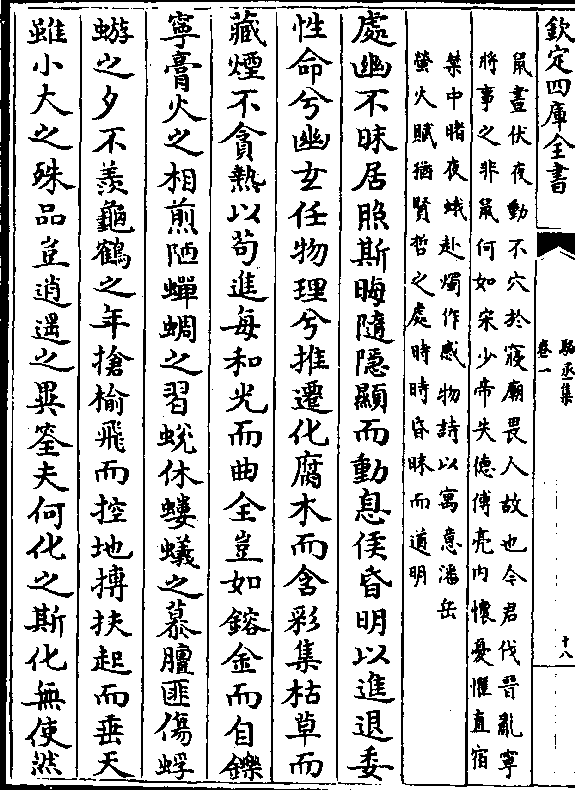 欽定四庫全書
駱丞集
卷一
十八
鼠晝伏夜動不穴於寢廟畏人故也今君伐晉亂寧
將事之非鼠何如宋少帝失德傅亮内懷憂懼直宿
禁中睹夜蛾赴燭作感物詩以寓意潘岳
螢火賦猶賢哲之處時時昏昧而道明
處幽不昧居照斯晦隨隱顯而動息候昏明以進退委
性命兮幽玄任物理兮推遷化腐木而含彩集枯草而
藏煙不貪熱以苟進每和光而曲全豈如鎔金而自鑠
寧膏火之相煎陋蟬蜩之習蛻休螻蟻之慕羶匪傷蜉
蝣之夕不羨龜鶴之年搶榆飛而控地摶扶起而垂天
雖小大之殊品豈逍遙之異筌夫何化之斯化無使然